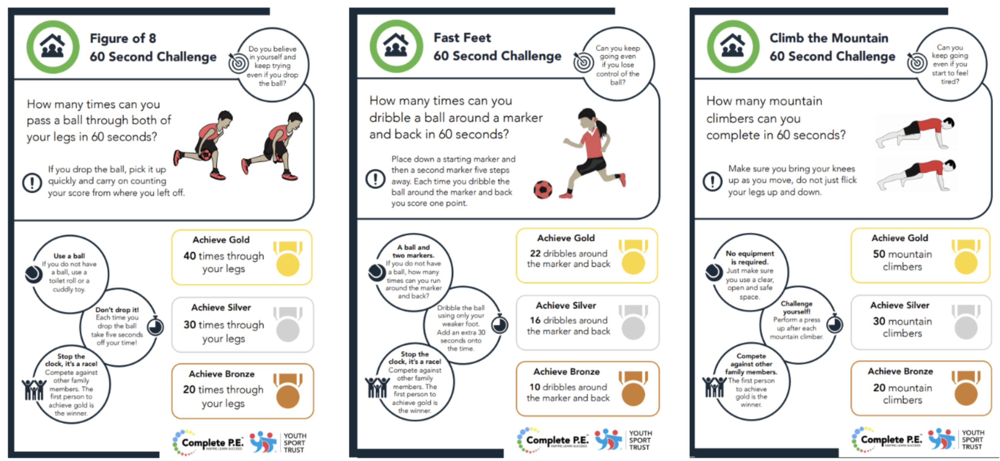 Figure of 8
60 Second Challenge
Do you believe
in yourself and
keep trying
even if you drop
the ball?
How many times can you
pass a ball through both of
your legs in 60 seconds?
If you drop the ball, pick it up
quickly and carry on counting
your score from where you left off.
Use a ball
If you do not have
a ball, use a
toilet roll or a
cuddly toy.
Don't drop it!
Each time you
drop the ball
take five seconds
off your time!
Stop the
clock, it's a race!
Compete against
other family
members. The
first person to
achieve gold is
the winner.
Achieve Gold
40 times through
your legs
Achieve Silver
30 times through
your legs
Achieve Bronze
20 times through
your legs
Complete P.E.™
INSPIRE LEARN SUCCEED
YOUTH
SPORT
TRUST
Fast Feet
60 Second Challenge
Can you keep
going even
if you lose
control of the
ball?
How many times can you
dribble a ball around a marker
and back in 60 seconds?
Place down a starting marker and
then a second marker five steps
away. Each time you dribble the
ball around the marker and back
you score one point.
A ball and
two markers.
If you do not have
a ball, how many
times can you run
around the marker
and back?
Dribble the ball
using only your
weaker foot.
Add an extra 30
seconds onto
the time.
Stop the
clock, it's a race!
Compete against
other family
members. The
first person to
achieve gold is
the winner.
Achieve Gold
22 dribbles around
the marker and back
Achieve Silver
16 dribbles around
the marker and back
Achieve Bronze
10 dribbles around
the marker and back
Complete P.E.™
INSPIRE LEARN SUCCEED
YOUTH
SPORT
TRUST
Climb the Mountain
60 Second Challenge
Can you
keep going
even if you
start to feel
tired?
How many mountain
climbers can you
complete in 60 seconds?
Make sure you bring your knees
up as you move, do not just flick
your legs up and down.
No equipment
is required.
Just make sure
you use a clear,
open and safe
space.
Challenge
yourself!
Perform a press
up after each
mountain climber.
Compete
against other
family members.
The first person
to achieve
gold is the
winner.
Achieve Gold
50 mountain
climbers
Achieve Silver
30 mountain
climbers
Achieve Bronze
20 mountain
climbers
Complete P.E.™
INSPIRE LEARN SUCCEED
YOUTH
SPORT
TRUST